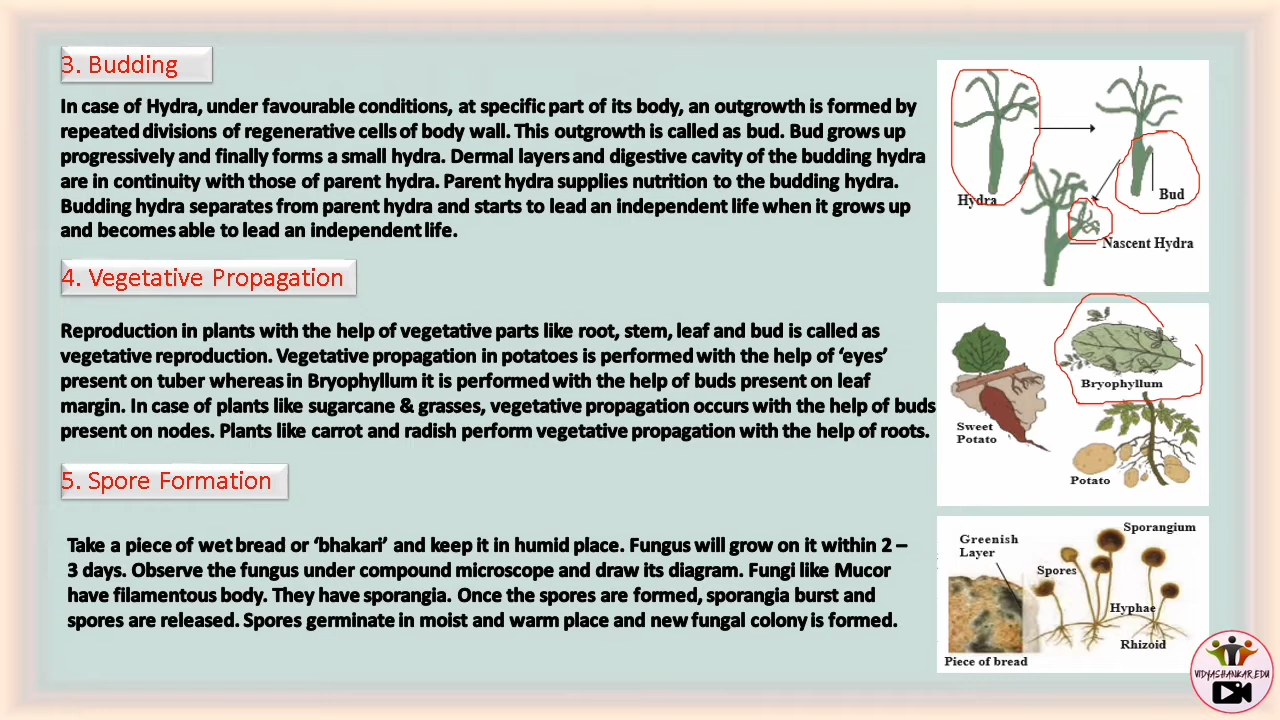 3. Budding
In case of Hydra, under favourable conditions, at specific part of its body, an outgrowth is formed by
repeated divisions of regenerative cells of body wall. This outgrowth is called as bud. Bud grows up
progressively and finally forms a small hydra. Dermal layers and digestive cavity of the budding hydra
are in continuity with those of parent hydra. Parent hydra supplies nutrition to the budding hydra.
Budding hydra separates from parent hydra and starts to lead an independent life when it grows up
and becomes able to lead an independent life.
Hydra
Bud
Nascent Hydra
4. Vegetative Propagation
Reproduction in plants with the help of vegetative parts like root, stem, leaf and bud is called as
vegetative reproduction. Vegetative propagation in potatoes is performed with the help of ‘eyes’
present on tuber whereas in Bryophyllum it is performed with the help of buds present on leaf
margin. In case of plants like sugarcane & grasses, vegetative propagation occurs with the help of buds
present on nodes. Plants like carrot and radish perform vegetative propagation with the help of roots.
Bryophyllum
Sweet
Potato
Potato
5. Spore Formation
Take a piece of wet bread or ‘bhakari’ and keep it in humid place. Fungus will grow on it within 2 –
3 days. Observe the fungus under compound microscope and draw its diagram. Fungi like Mucor
have filamentous body. They have sporangia. Once the spores are formed, sporangia burst and
spores are released. Spores germinate in moist and warm place and new fungal colony is formed.
Sporangium
Greenish
Layer
Spores
Hyphae
Rhizoid
Piece of bread
VIDYASHANKAR.EDU